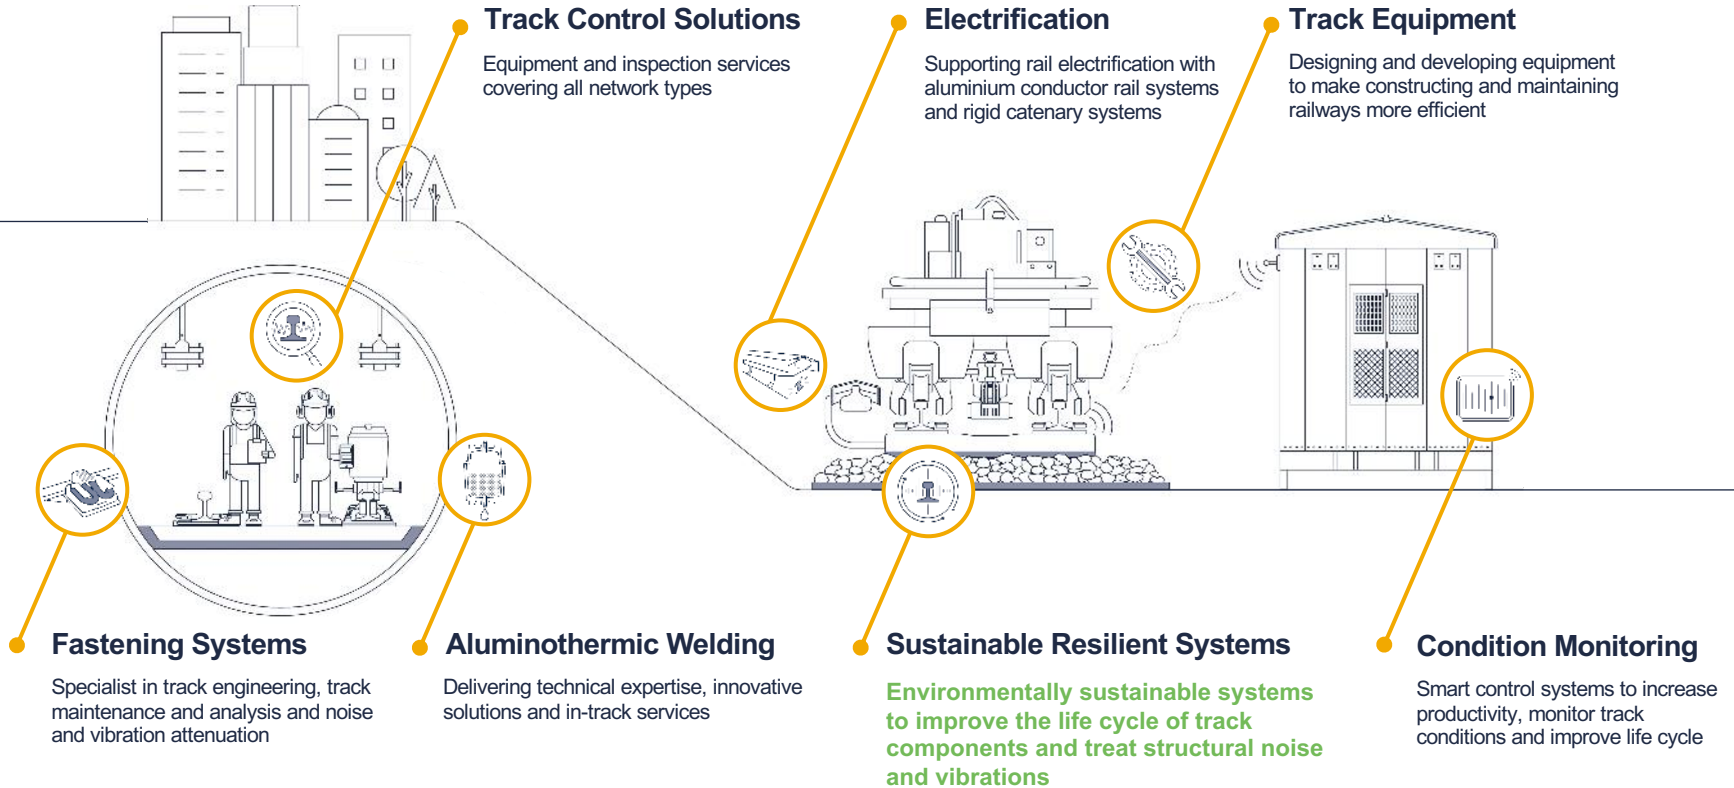 Track Control Solutions
Equipment and inspection services
covering all network types
Electrification
Supporting rail electrification with
aluminium conductor rail systems
and rigid catenary systems
Track Equipment
Designing and developing equipment
to make constructing and maintaining
railways more efficient
Fastening Systems
Specialist in track engineering, track
maintenance and analysis and noise
and vibration attenuation
Aluminothermic Welding
Delivering technical expertise, innovative
solutions and in-track services
Sustainable Resilient Systems
Environmentally sustainable systems
to improve the life cycle of track
components and treat structural noise
and vibrations
Condition Monitoring
Smart control systems to increase
productivity, monitor track
conditions and improve life cycle